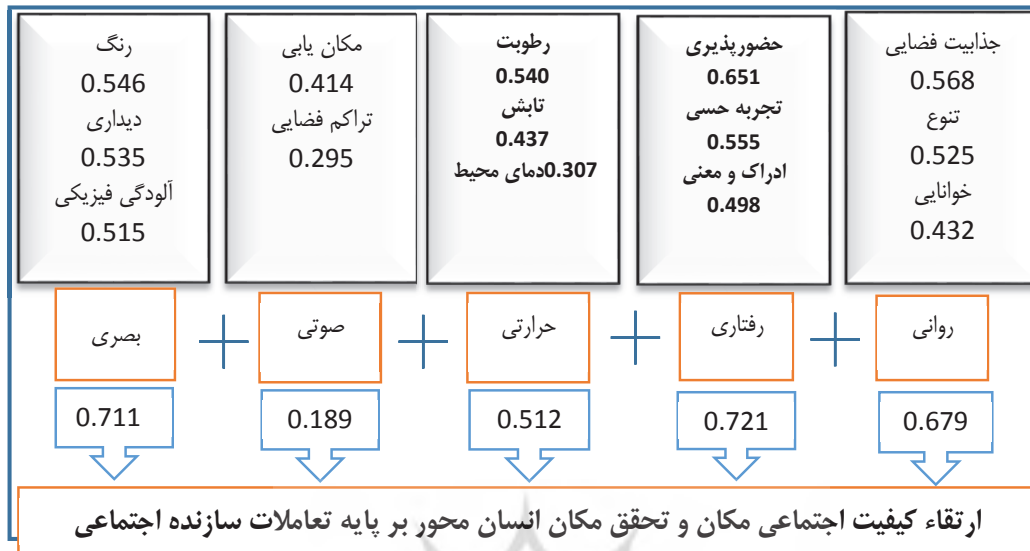 جذابیت فضایی
0.568
تنوع
0.525
خوانایی
0.432
حضورپذیری
0.651
تجربه حسی
0.555
ادراک و معنی
0.498
رطوبت
0.540
تابش
0.437
0.307دمای محیط
مکان یابی
0.414
تراکم فضایی
0.295
رنگ
0.546
دیداری
0.535
آلودگی فیزیکی
0.515
روانی
رفتاری
حرارتی
صوتی
بصری
0.679
0.721
0.512
0.189
0.711
ارتقاء کیفیت اجتماعی مکان و تحقق مکان انسان محور بر پایه تعاملات سازنده اجتماعی